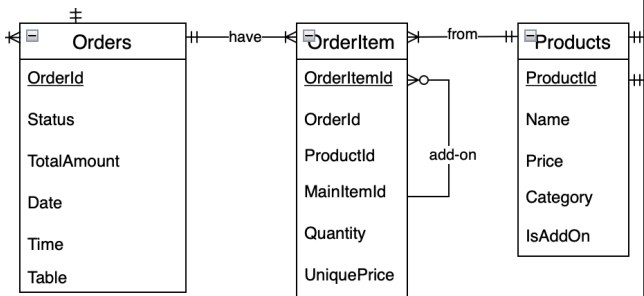 Orders
OrderId
Status
TotalAmount
Date
Time
Table
have
OrderItem
OrderItemId
OrderId
ProductId
MainItemId
Quantity
UniquePrice
add-on
from
Products
ProductId
Name
Price
Category
IsAddOn